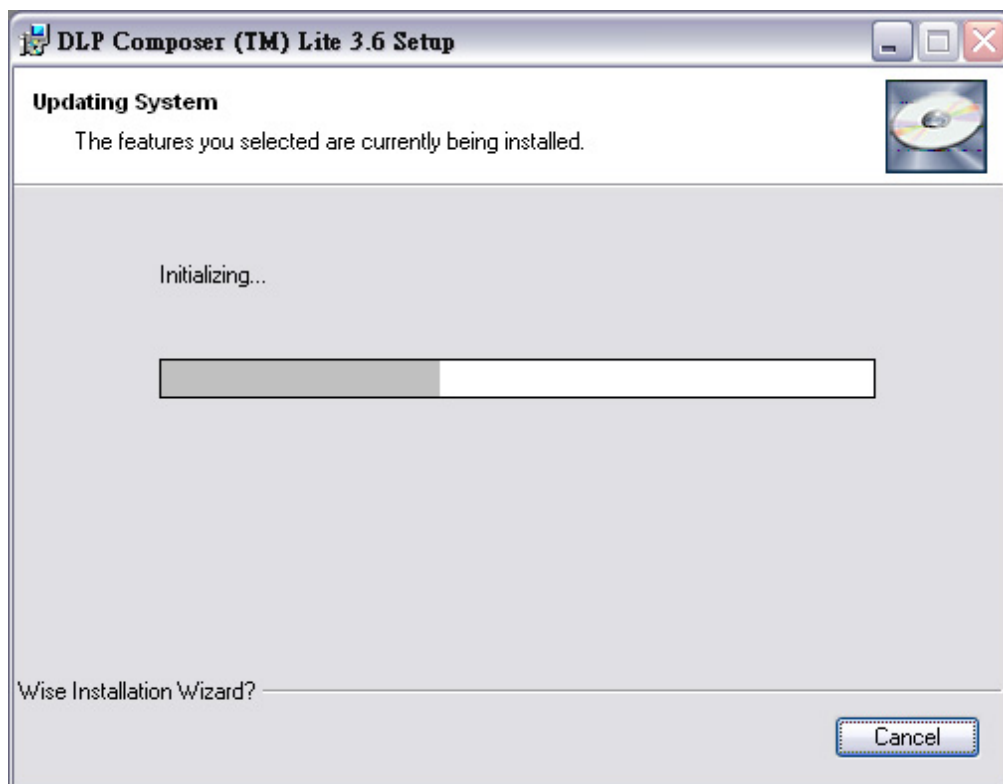 DLP Composer (TM) Lite 3.6 Setup
Updating System
The features you selected are currently being installed.
Initializing...
Wise Installation Wizard?
Cancel